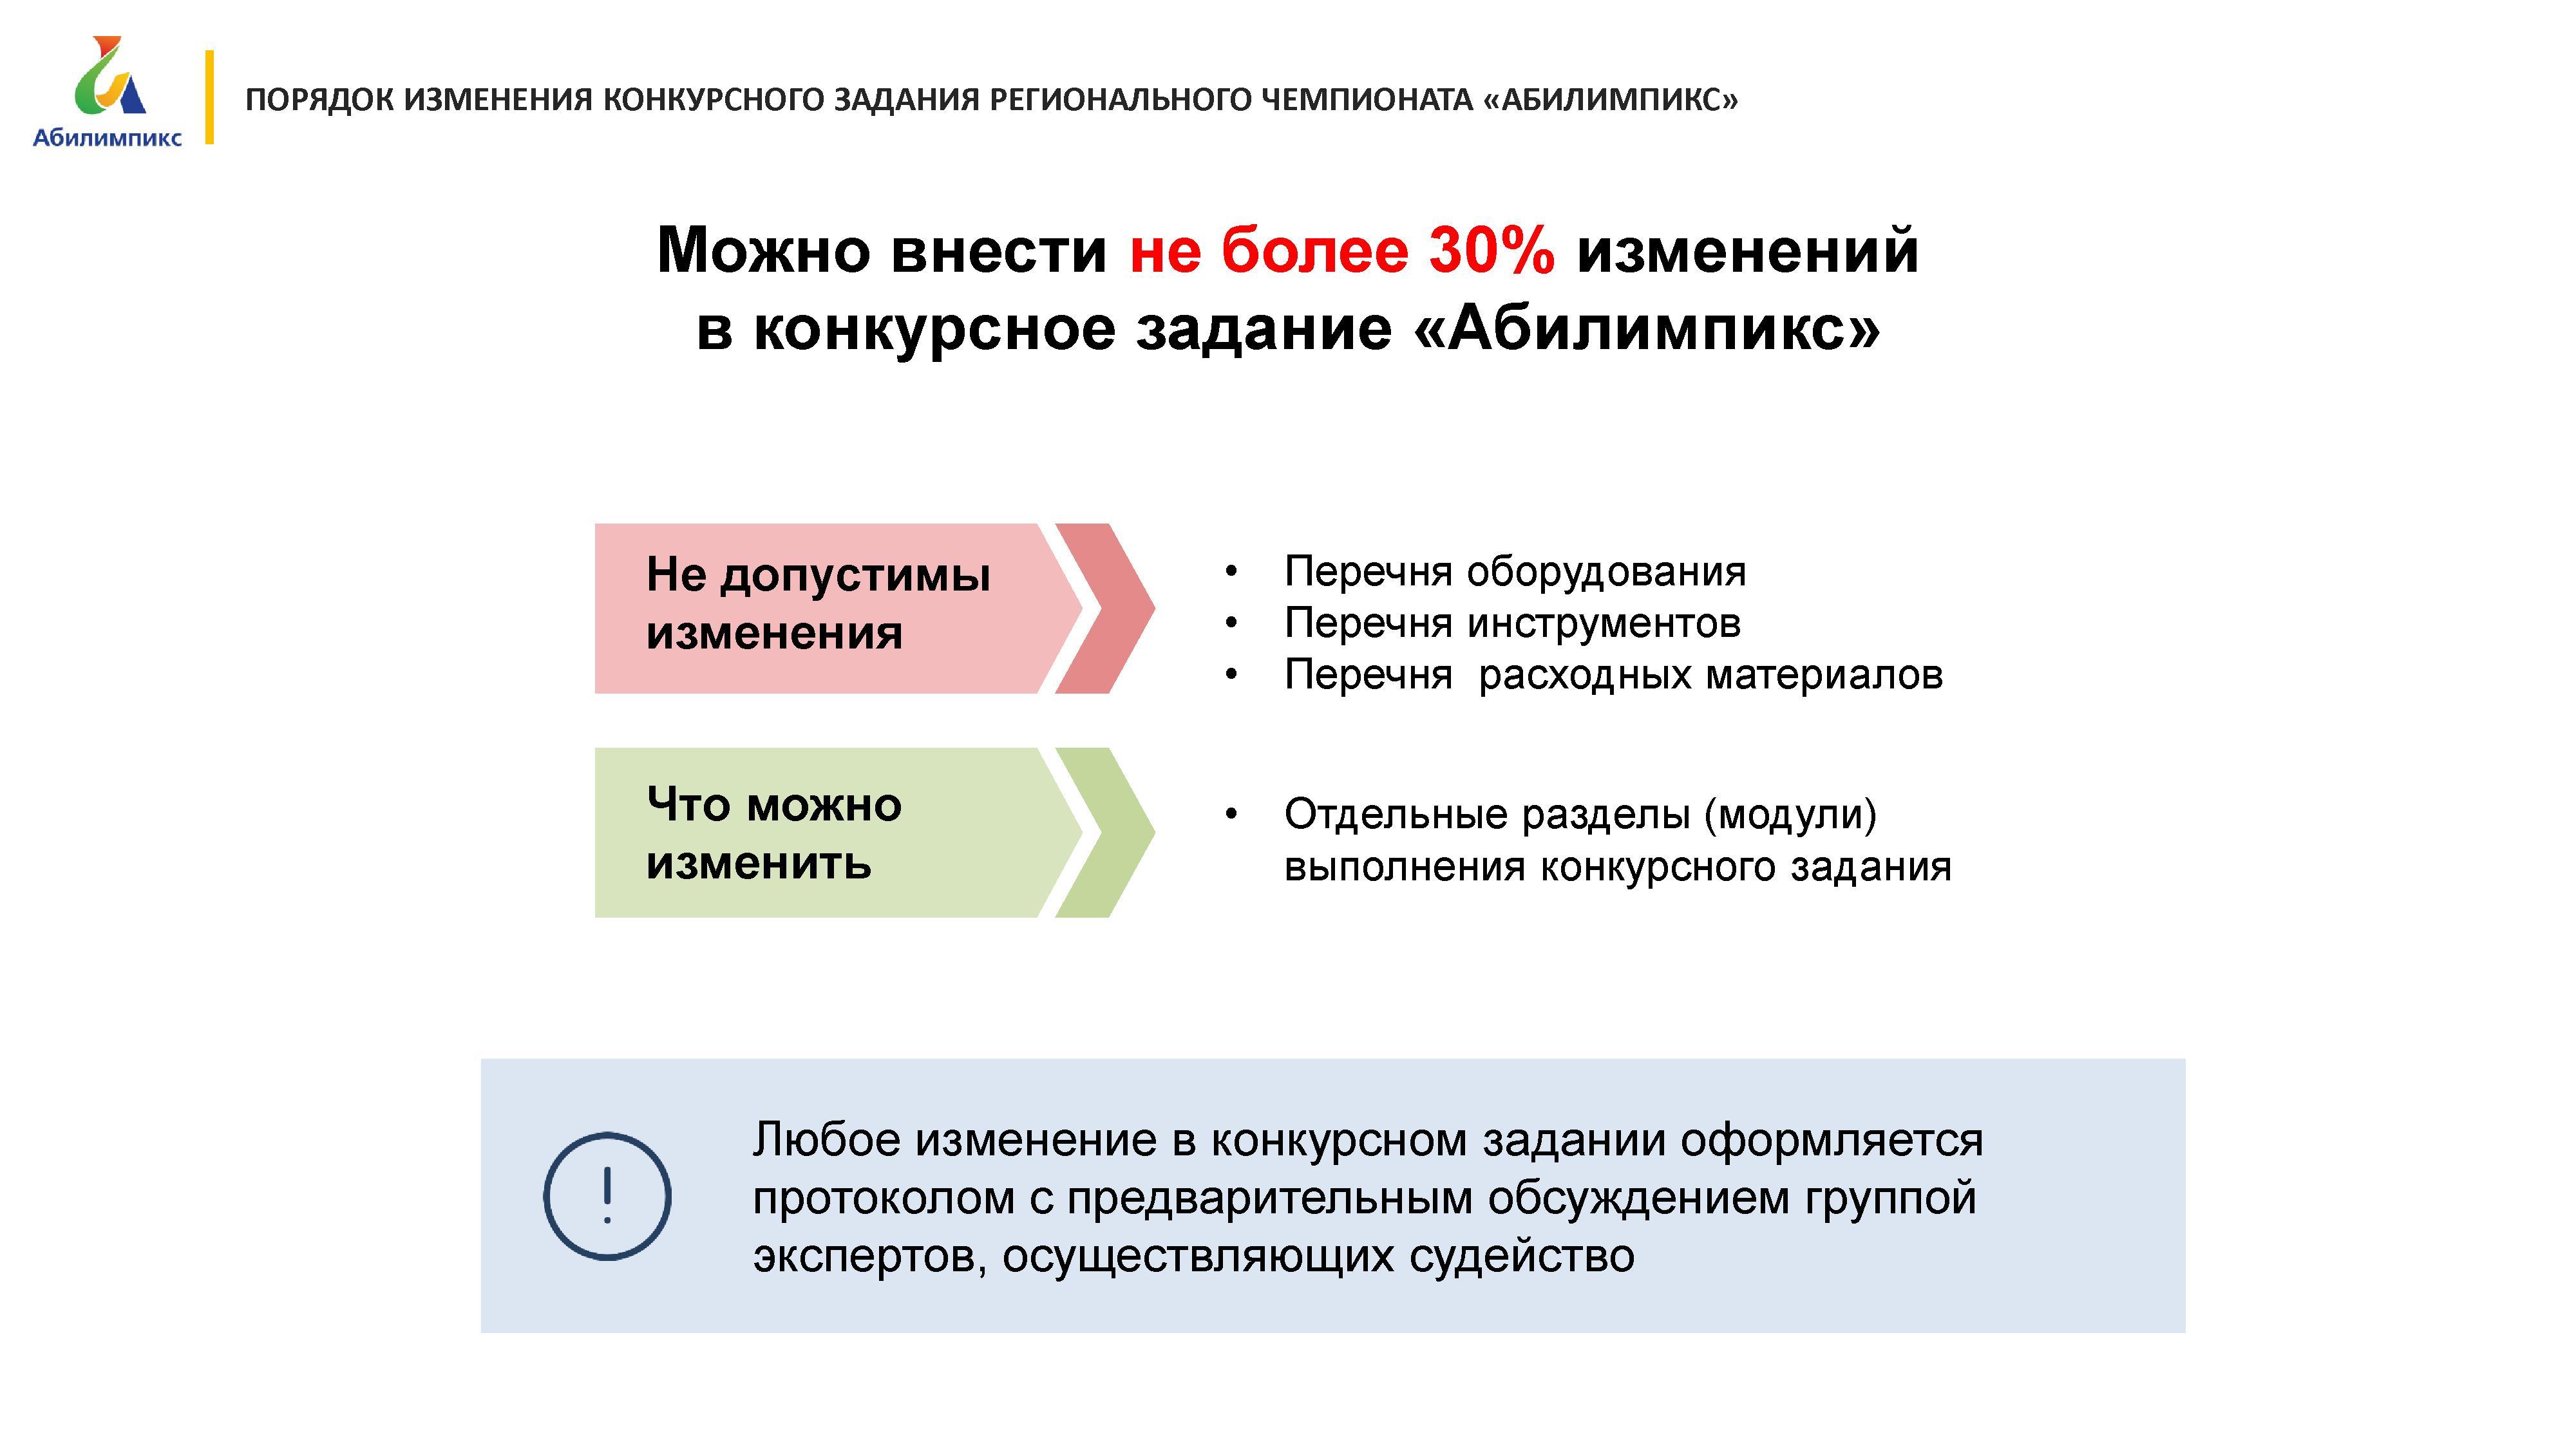 Абилимпикс
ПОРЯДОК ИЗМЕНЕНИЯ КОНКУРСНОГО ЗАДАНИЯ РЕГИОНАЛЬНОГО ЧЕМПИОНАТА «АБИЛИМПИКС»
Можно внести не более 30% изменений
в конкурсное задание «Абилимпикс»
Не допустимы
изменения
• Перечня оборудования
• Перечня инструментов
• Перечня расходных материалов
Что можно
изменить
• Отдельные разделы (модули)
выполнения конкурсного задания
!
Любое изменение в конкурсном задании оформляется
протоколом с предварительным обсуждением группой
экспертов, осуществляющих судейство